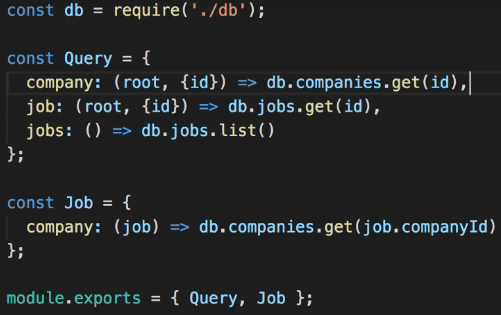 const db = require('./db');
const Query = {
company: (root, {id}) => db.companies.get(id),
job: (root, {id}) => db.jobs.get(id),
jobs: () => db.jobs.list()
};
const Job = {
company: (job) => db.companies.get(job.companyId)
};
module.exports = { Query, Job };